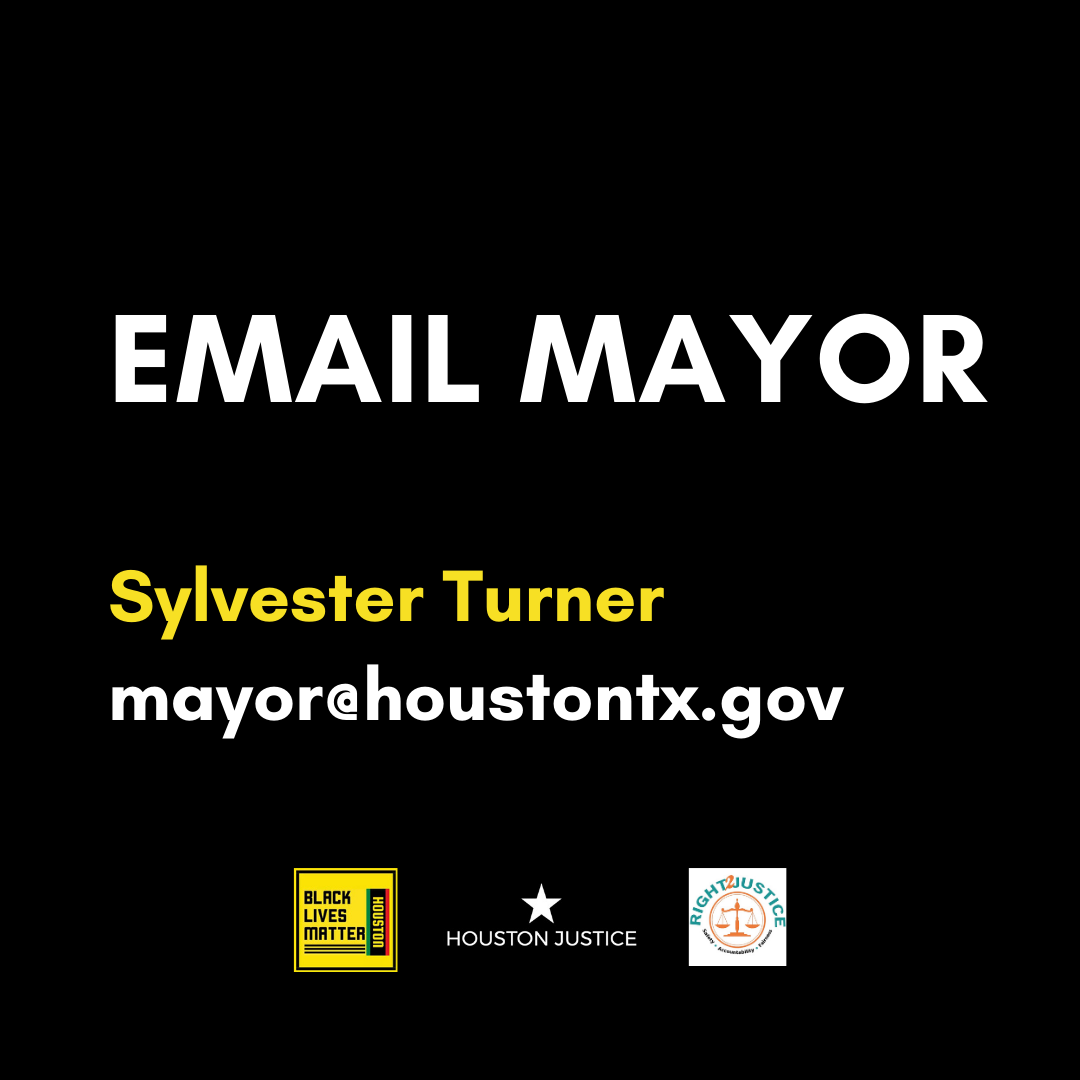 EMAIL MAYOR
Sylvester Turner
mayor@houstontx.gov
BLACK
LIVES
MATTER
HOUSTON
HOUSTON JUSTICE
RIGHT2JUSTICE
Safety • Accountability • Fairness